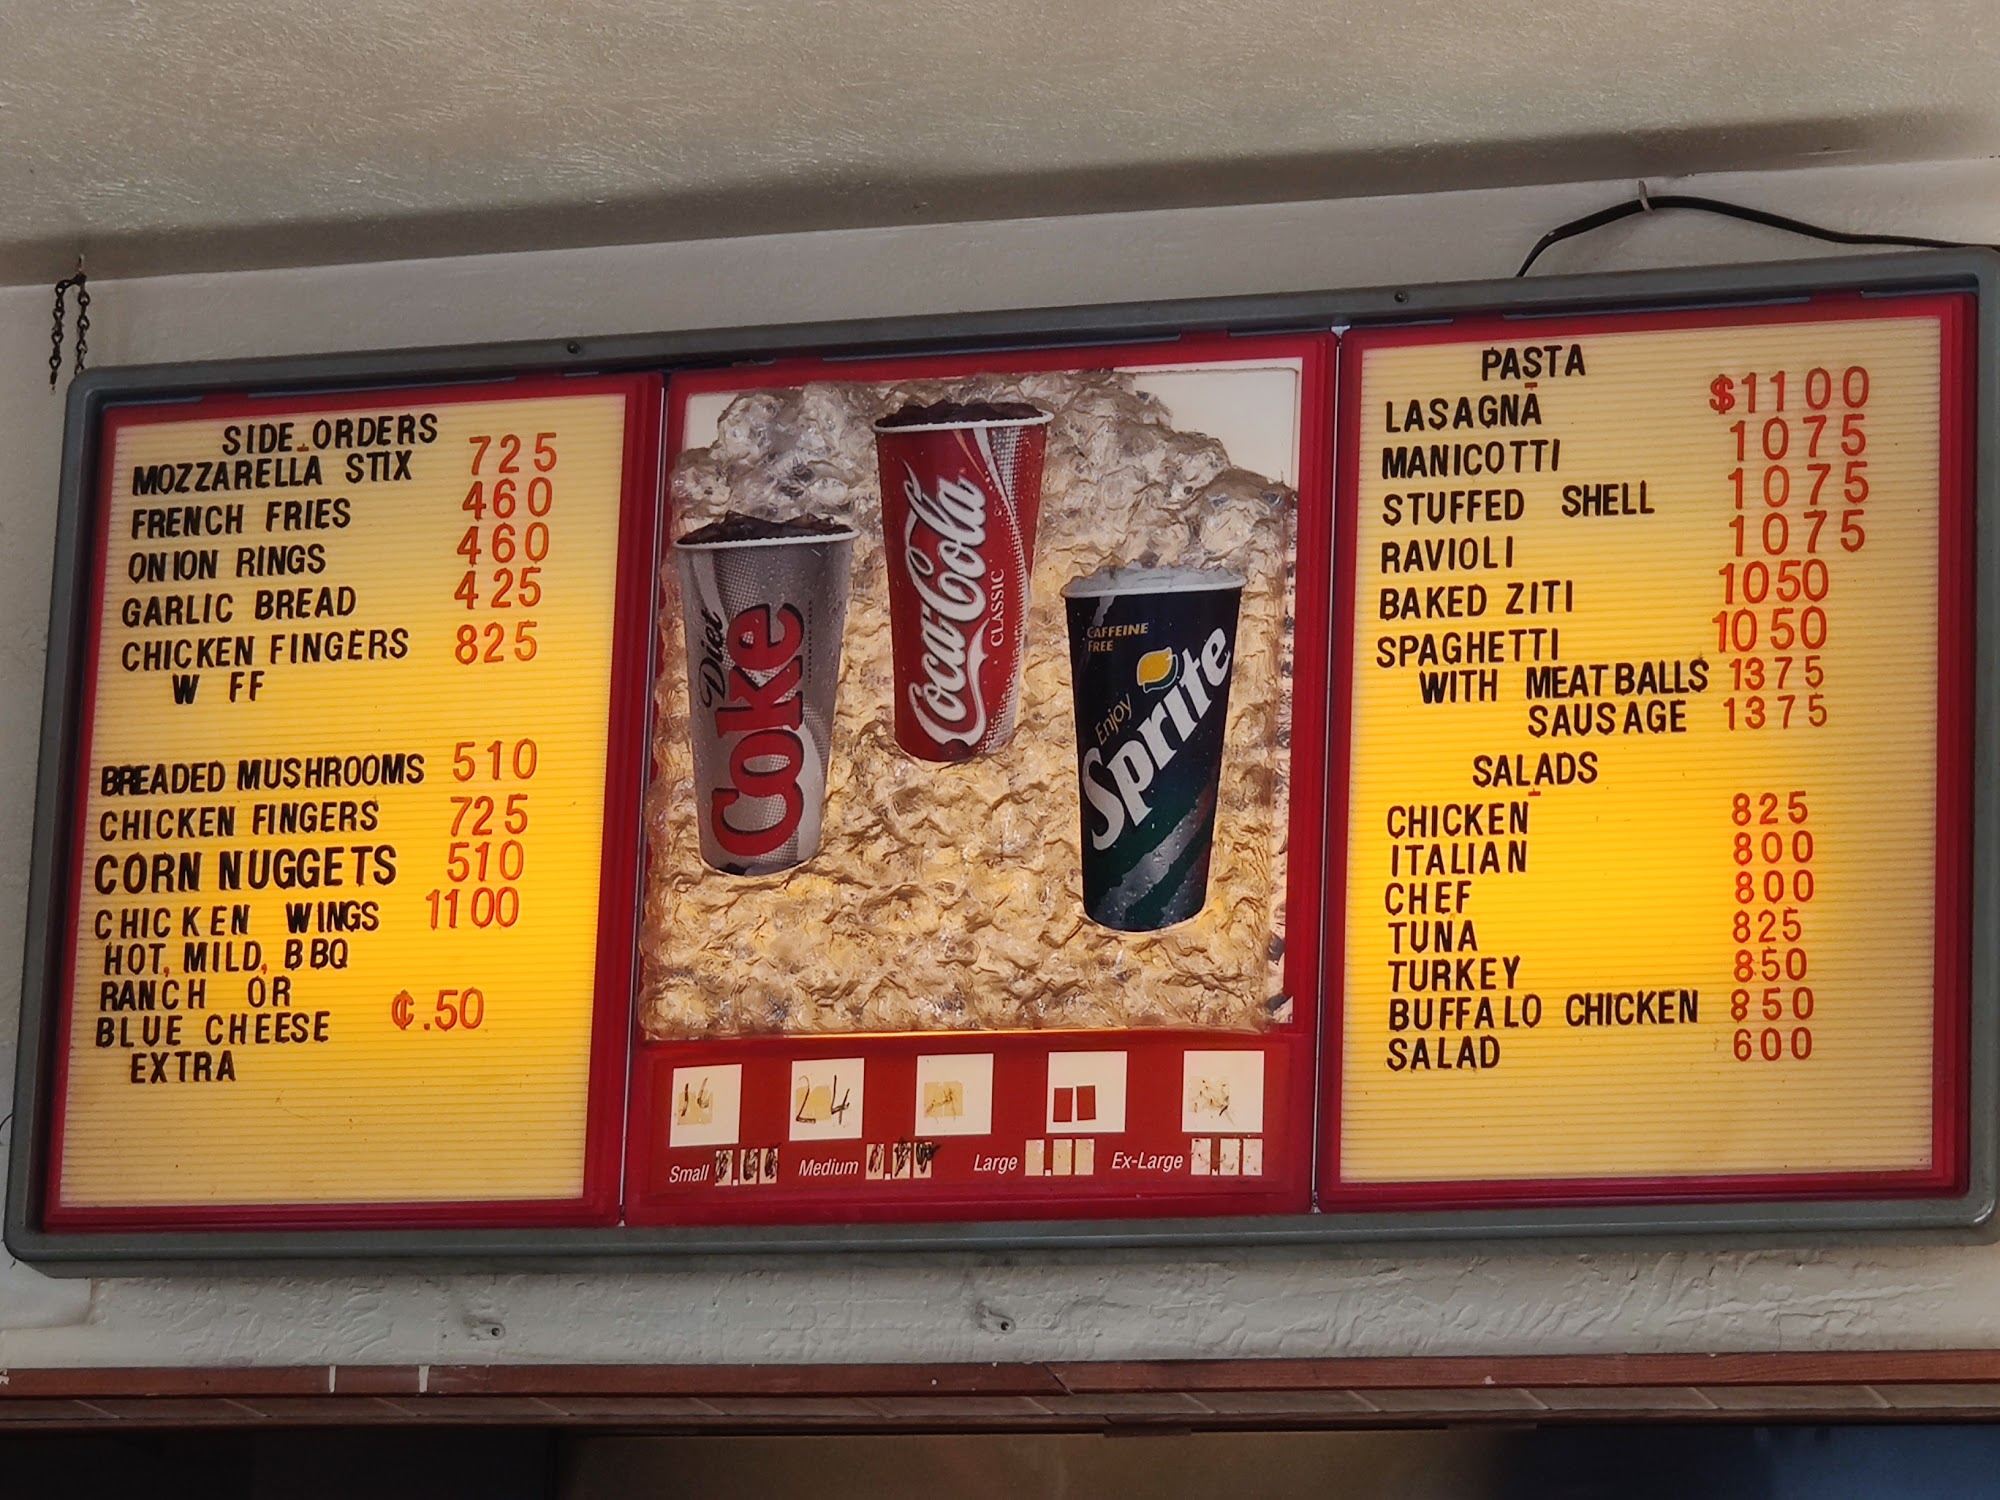 SIDE ORDERS
MOZZARELLA STIX 725
FRENCH FRIES 460
ONION RINGS 460
GARLIC BREAD 425
CHICKEN FINGERS 825
W FF
BREADED MUSHROOMS 510
CHICKEN FINGERS 725
CORN NUGGETS 510
CHICKEN WINGS 1100
HOT, MILD, BBQ
RANCH OR
BLUE CHEESE ¢.50
EXTRA
Diet
Coke
Coca-Cola
CLASSIC
CAFFEINE
FREE
Enjoy
Sprite
16 24
Small Medium Large Ex-Large
PASTA
LASAGNA $1100
MANICOTTI 1075
STUFFED SHELL 1075
RAVIOLI 1075
BAKED ZITI 1050
SPAGHETTI 1050
WITH MEATBALLS 1375
SAUSAGE 1375
SALADS
CHICKEN 825
ITALIAN 800
CHEF 800
TUNA 825
TURKEY 850
BUFFALO CHICKEN 850
SALAD 600